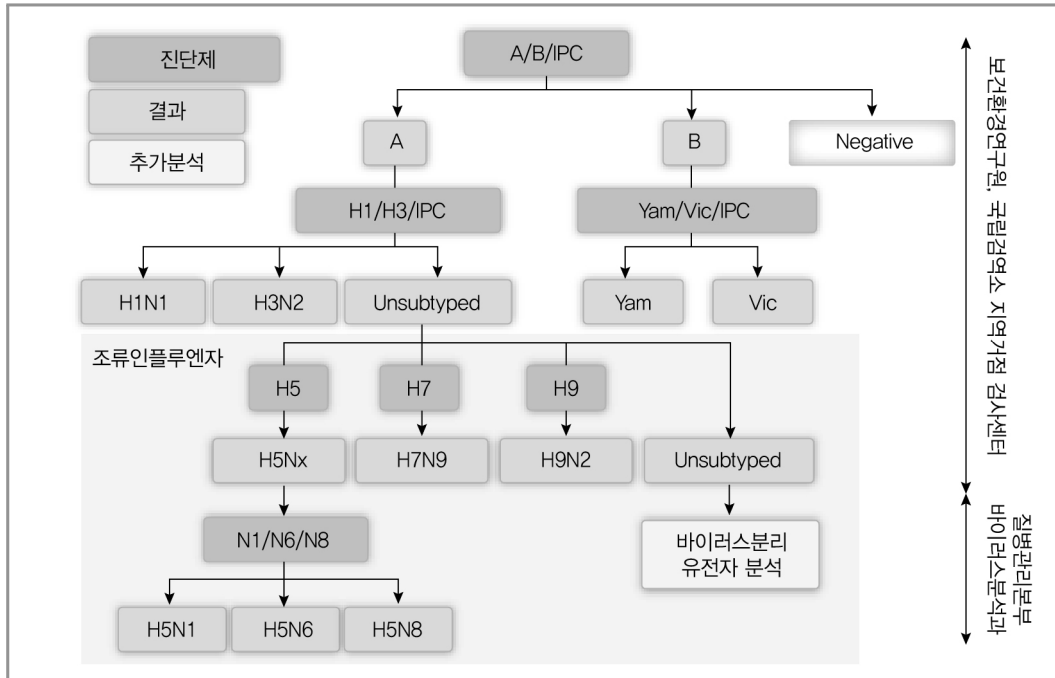 진단제
결과
추가분석
A/B/IPC
A
B
Negative
H1/H3/IPC
Yam/Vic/IPC
H1N1
H3N2
Unsubtyped
Yam
Vic
조류인플루엔자
H5
H7
H9
H5Nx
H7N9
H9N2
Unsubtyped
N1/N6/N8
바이러스분리
유전자 분석
H5N1
H5N6
H5N8
보건환경연구원, 국립검역소 지역거점 검사센터
질병관리본부
바이러스분석과